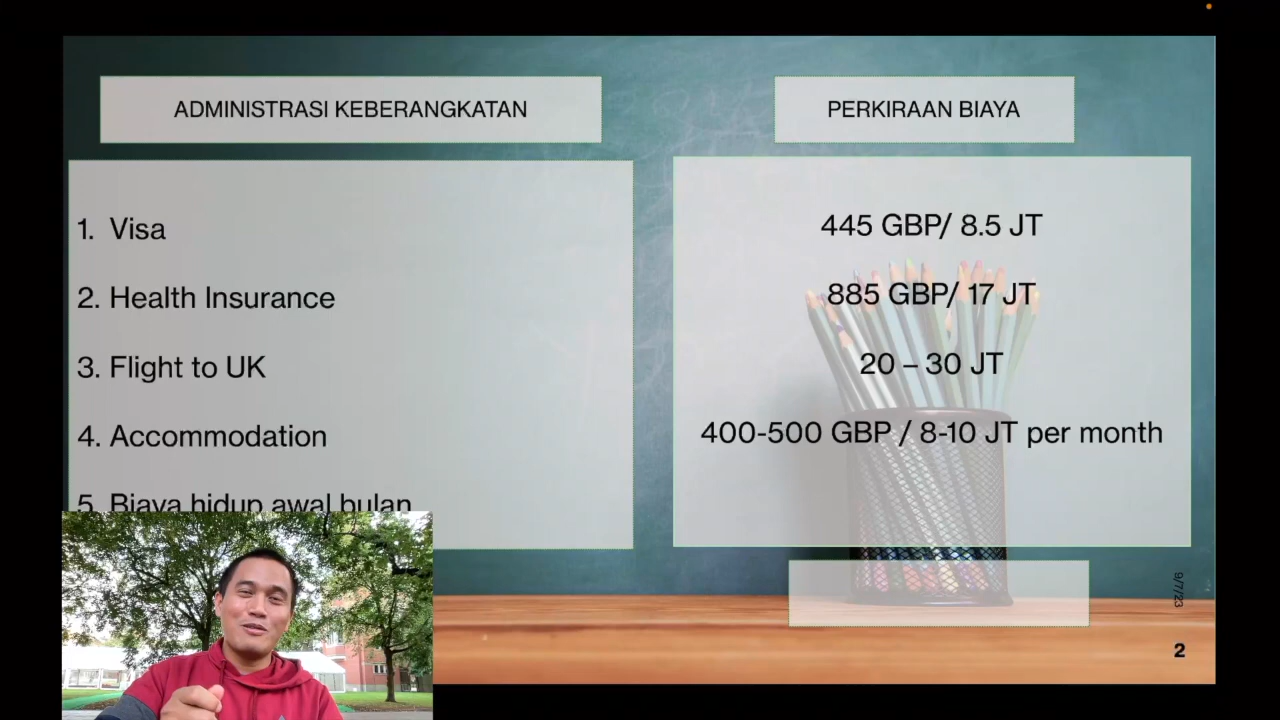 ADMINISTRASI KEBERANGKATAN
1. Visa
2. Health Insurance
3. Flight to UK
4. Accommodation
5. Biaya hidup awal bulan
PERKIRAAN BIAYA
445 GBP/ 8.5 JT
885 GBP/ 17 JT
20 – 30 JT
400-500 GBP / 8-10 JT per month
9/7/23
2